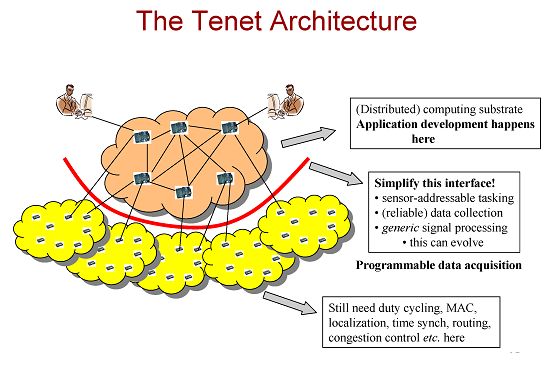 The Tenet Architecture
(Distributed) computing substrate
Application development happens
here
Simplify this interface!
• sensor-addressable tasking
• (reliable) data collection
• generic signal processing
• this can evolve
Programmable data acquisition
Still need duty cycling, MAC,
localization, time synch, routing,
congestion control etc. here